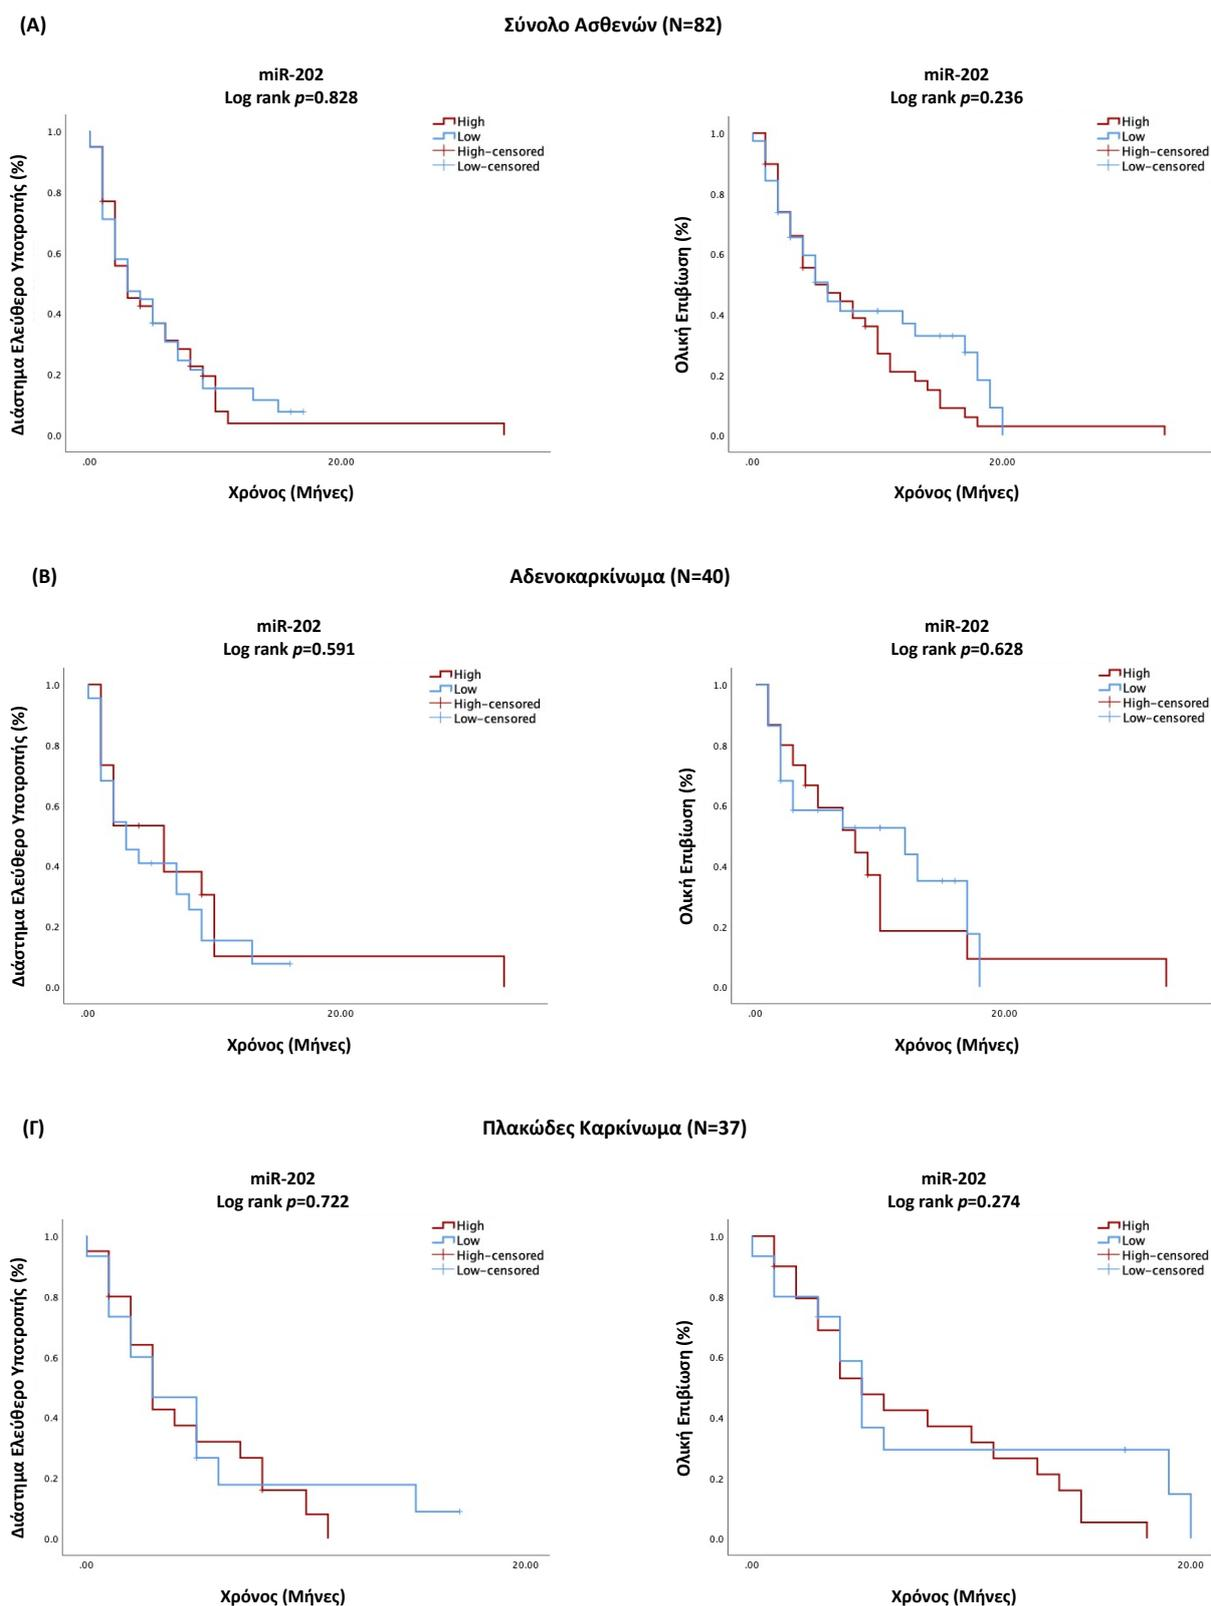 (Α)
Σύνολο Ασθενών (N=82)
miR-202
Log rank p=0.828
High
Low
High-censored
Low-censored
Διάστημα Ελεύθερο Υποτροπής (%)
1.0
0.8
0.6
0.4
0.2
0.0
.00
20.00
Χρόνος (Μήνες)
miR-202
Log rank p=0.236
High
Low
High-censored
Low-censored
Ολική Επιβίωση (%)
1.0
0.8
0.6
0.4
0.2
0.0
.00
20.00
Χρόνος (Μήνες)
(Β)
Αδενοκαρκίνωμα (N=40)
miR-202
Log rank p=0.591
High
Low
High-censored
Low-censored
Διάστημα Ελεύθερο Υποτροπής (%)
1.0
0.8
0.6
0.4
0.2
0.0
.00
20.00
Χρόνος (Μήνες)
miR-202
Log rank p=0.628
High
Low
High-censored
Low-censored
Ολική Επιβίωση (%)
1.0
0.8
0.6
0.4
0.2
0.0
.00
20.00
Χρόνος (Μήνες)
(Γ)
Πλακώδες Καρκίνωμα (N=37)
miR-202
Log rank p=0.722
High
Low
High-censored
Low-censored
Διάστημα Ελεύθερο Υποτροπής (%)
1.0
0.8
0.6
0.4
0.2
0.0
.00
20.00
Χρόνος (Μήνες)
miR-202
Log rank p=0.274
High
Low
High-censored
Low-censored
Ολική Επιβίωση (%)
1.0
0.8
0.6
0.4
0.2
0.0
.00
20.00
Χρόνος (Μήνες)